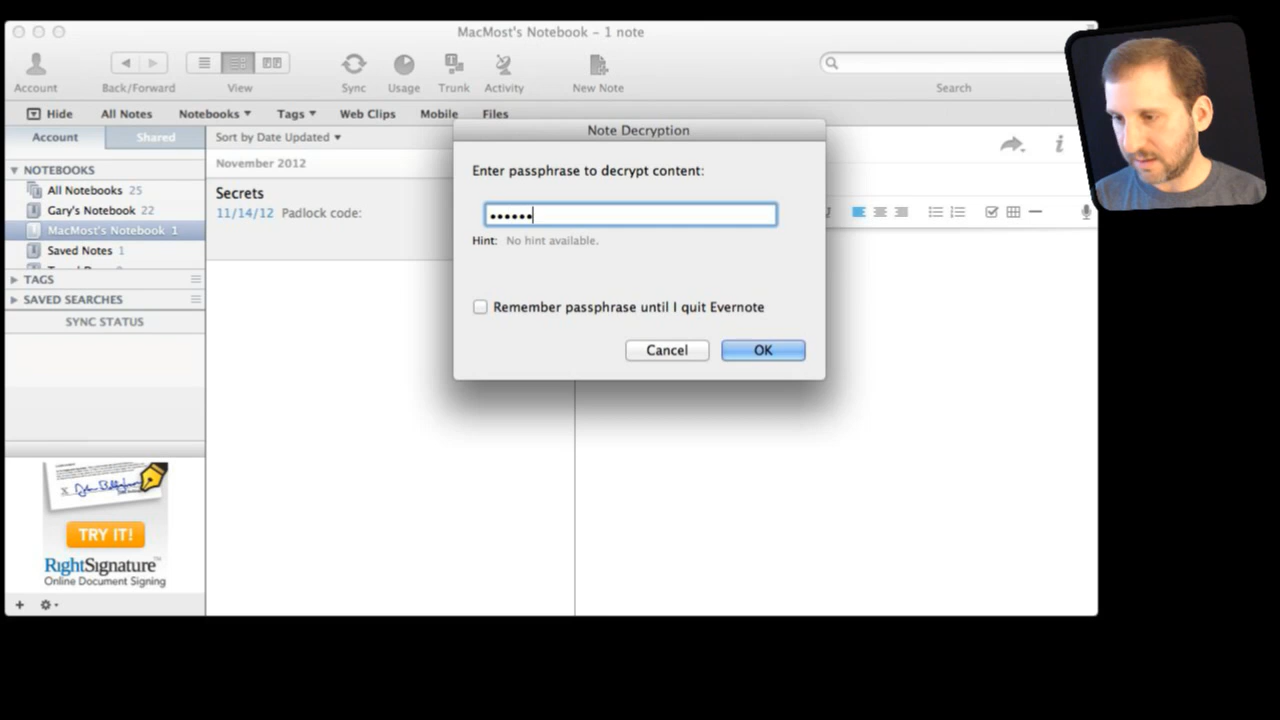 MacMost's Notebook – 1 note
Account
Back/Forward
View
Sync
Usage
Trunk
Activity
New Note
Search
Hide
All Notes
Notebooks
Tags
Web Clips
Mobile
Files
Account
Shared
Sort by Date Updated
NOTEBOOKS
All Notebooks 25
Gary's Notebook 22
MacMost's Notebook 1
Saved Notes 1
TAGS
SAVED SEARCHES
SYNC STATUS
November 2012
Secrets
11/14/12 Padlock code:
Note Decryption
Enter passphrase to decrypt content:
••••••
Hint: No hint available.
Remember passphrase until I quit Evernote
Cancel
OK
TRY IT!
RightSignature™
Online Document Signing